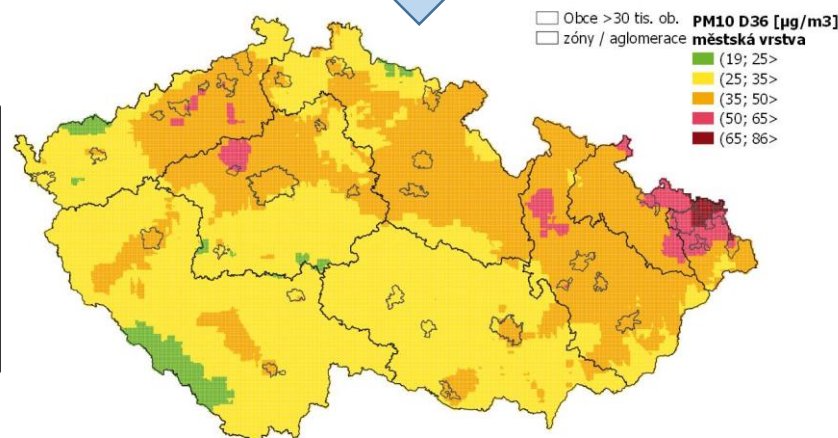 Obce >30 tis. ob.
zóny / aglomerace
PM10 D36 [µg/m3]
městská vrstva
(19; 25>
(25; 35>
(35; 50>
(50; 65>
(65; 86>